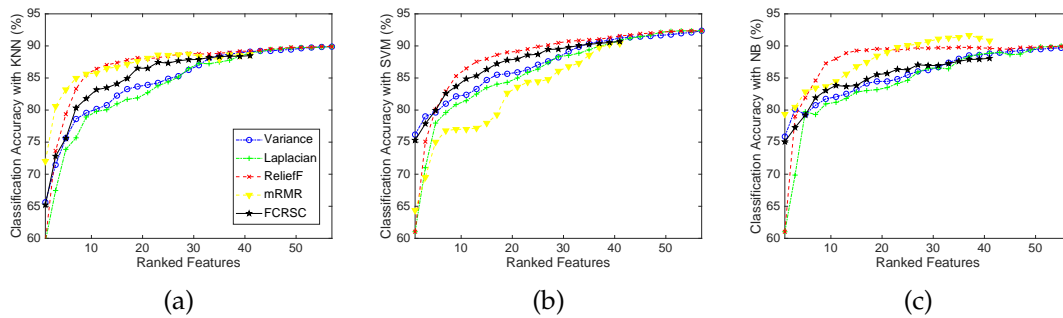 95
90
85
80
75
70
65
60
Classification Accuracy with KNN (%)
10 20 30 40 50
Ranked Features
Variance
Laplacian
ReliefF
mRMR
FCRSC
(a)
95
90
85
80
75
70
65
60
Classification Accuracy with SVM (%)
10 20 30 40 50
Ranked Features
(b)
95
90
85
80
75
70
65
60
Classification Accuracy with NB (%)
10 20 30 40 50
Ranked Features
(c)